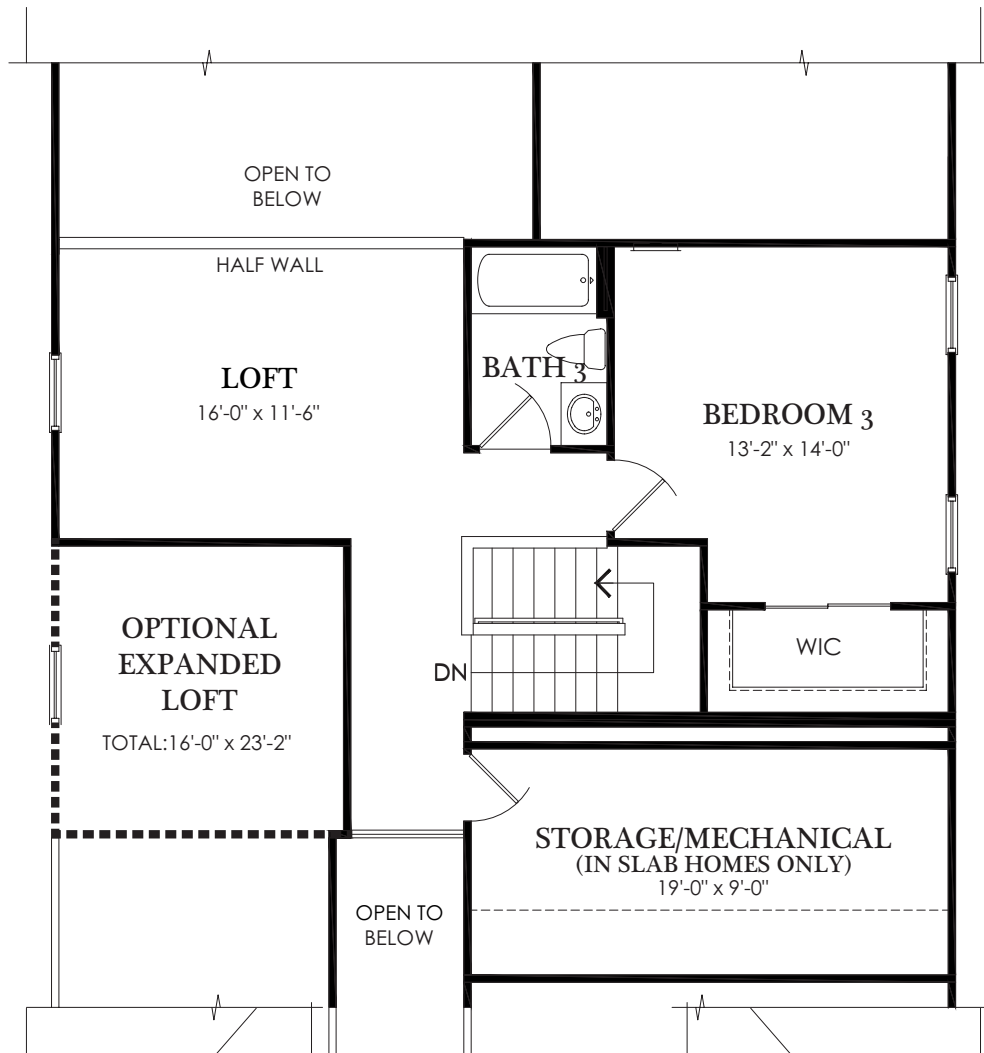 OPEN TO
BELOW
HALF WALL
LOFT
16'-0" x 11'-6"
BATH 3
BEDROOM 3
13'-2" x 14'-0"
OPTIONAL
EXPANDED
LOFT
TOTAL:16'-0" x 23'-2"
DN
WIC
STORAGE/MECHANICAL
(IN SLAB HOMES ONLY)
19'-0" x 9'-0"
OPEN TO
BELOW